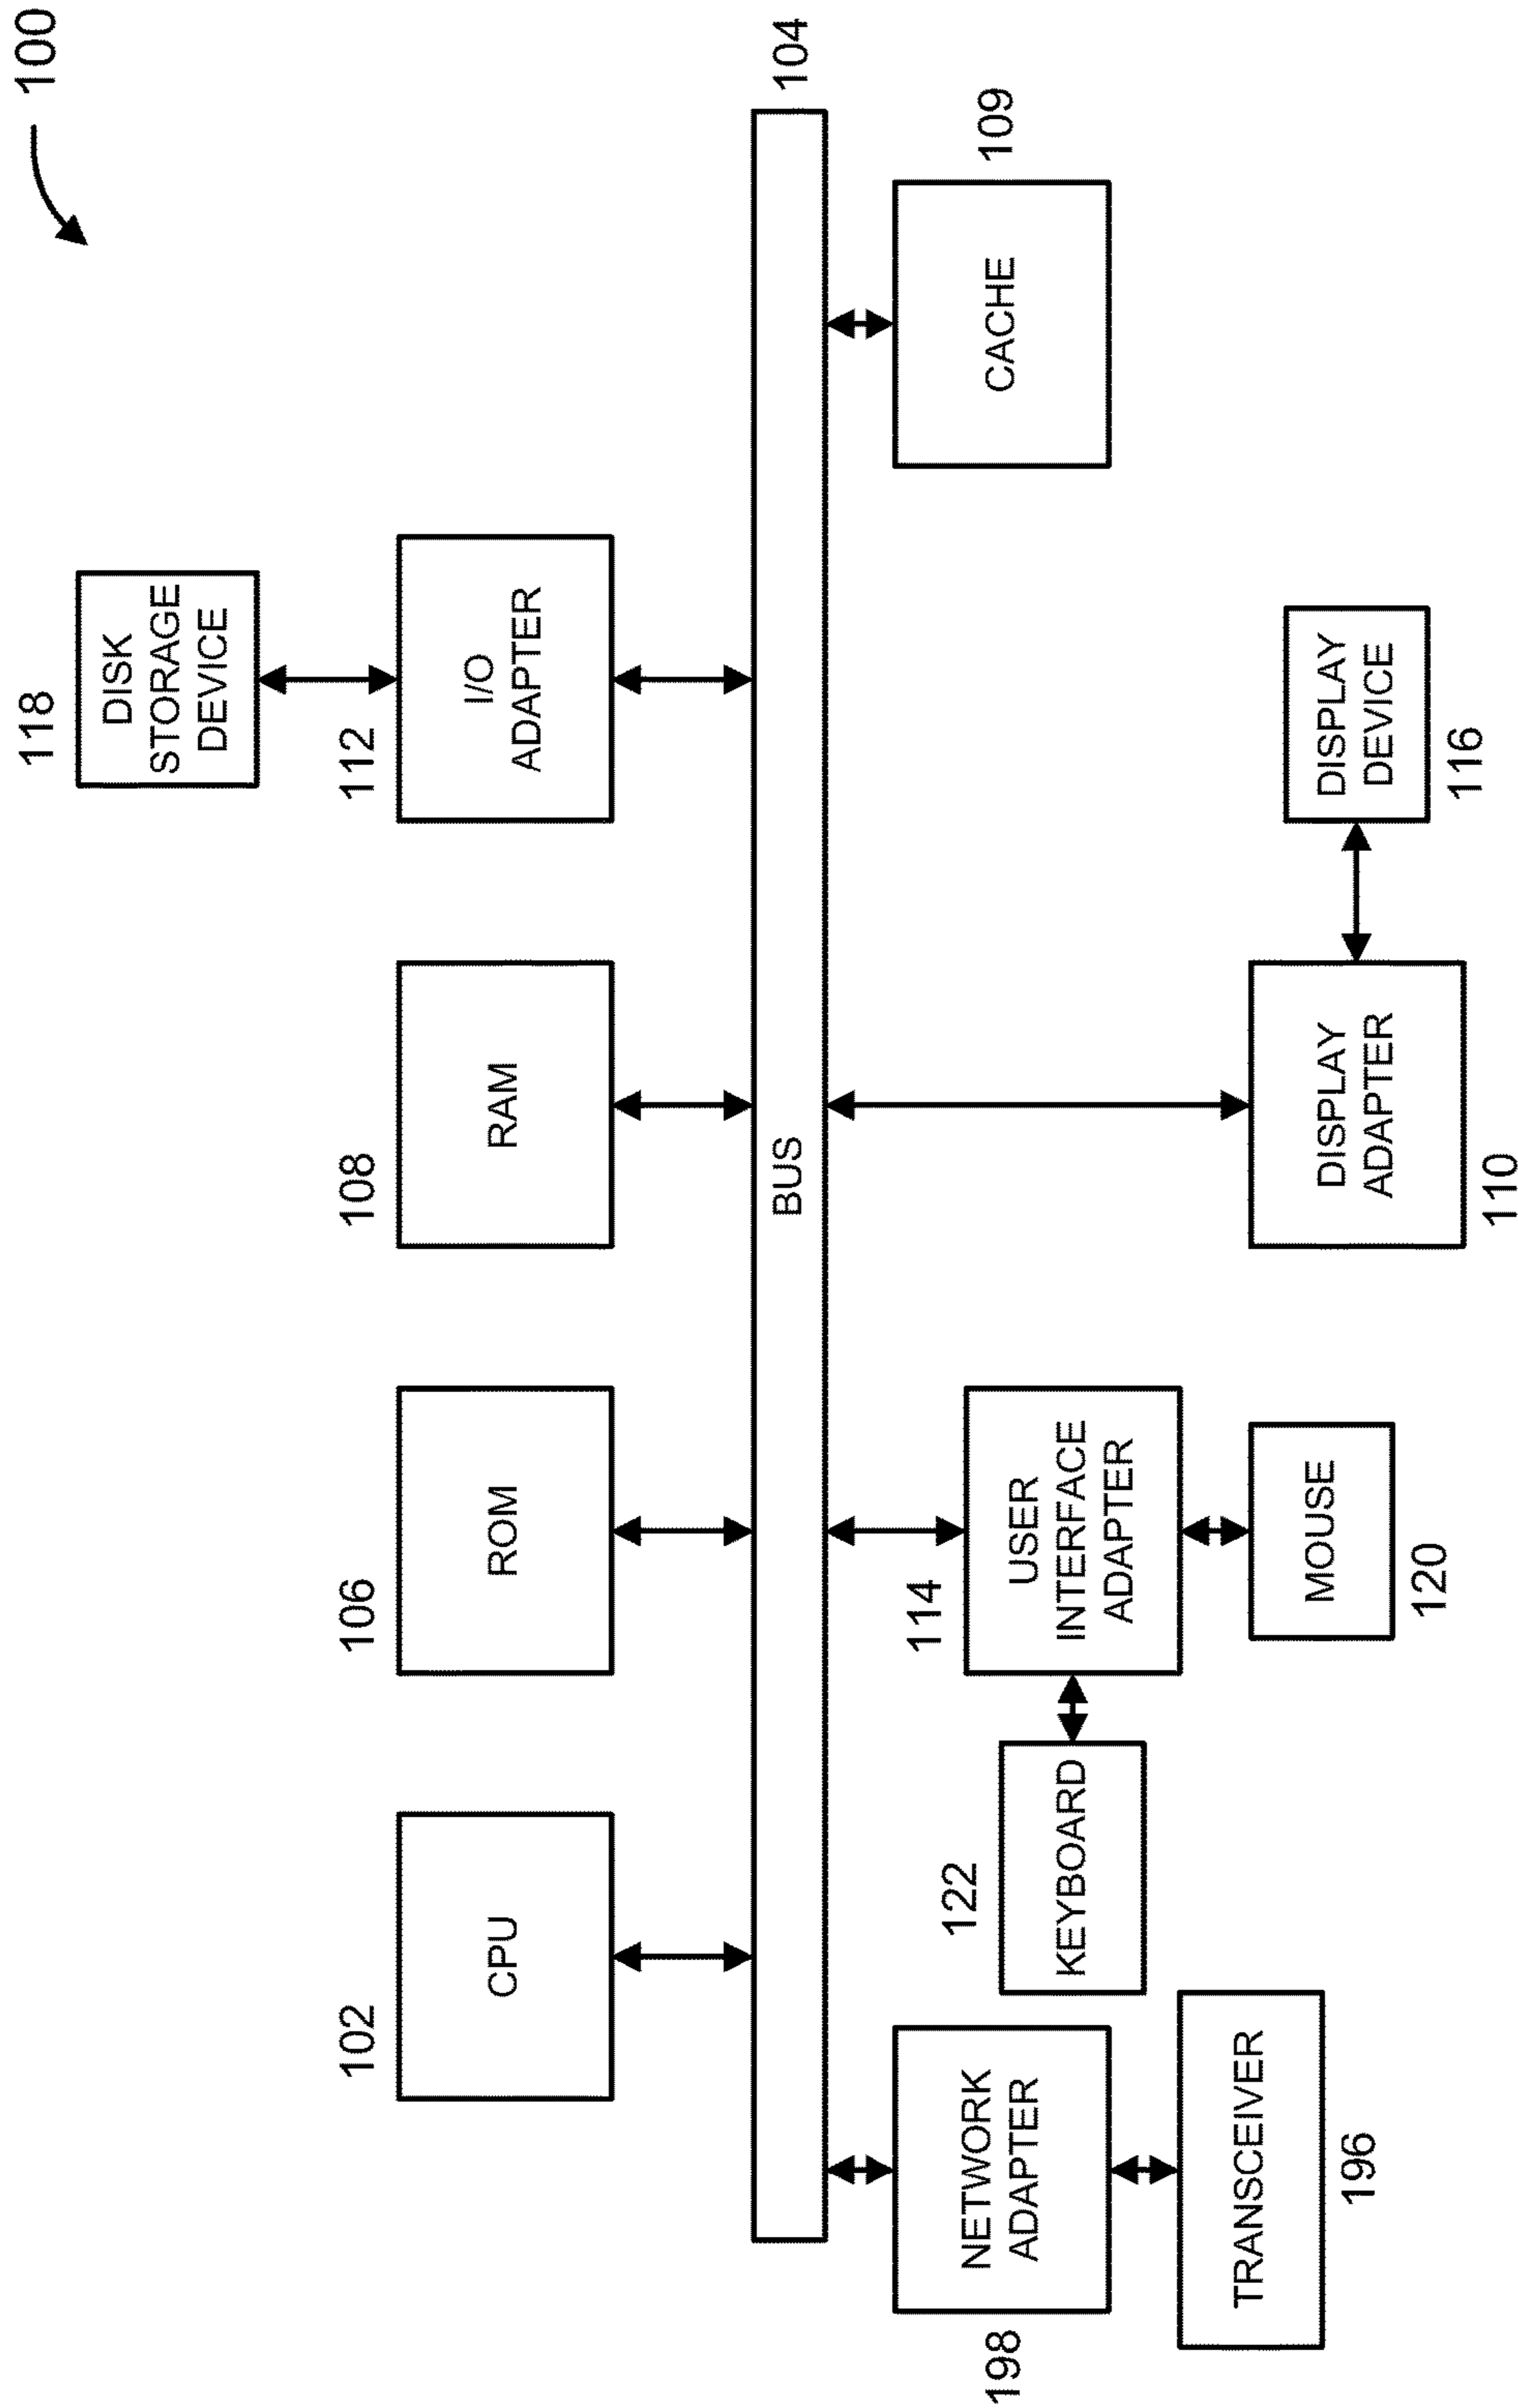 100
118
DISK
STORAGE
DEVICE
102
CPU
106
ROM
108
RAM
112
I/O
ADAPTER
BUS
104
198
NETWORK
ADAPTER
TRANSCEIVER
196
122
KEYBOARD
114
USER
INTERFACE
ADAPTER
MOUSE
120
DISPLAY
ADAPTER
110
DISPLAY
DEVICE
116
CACHE
109